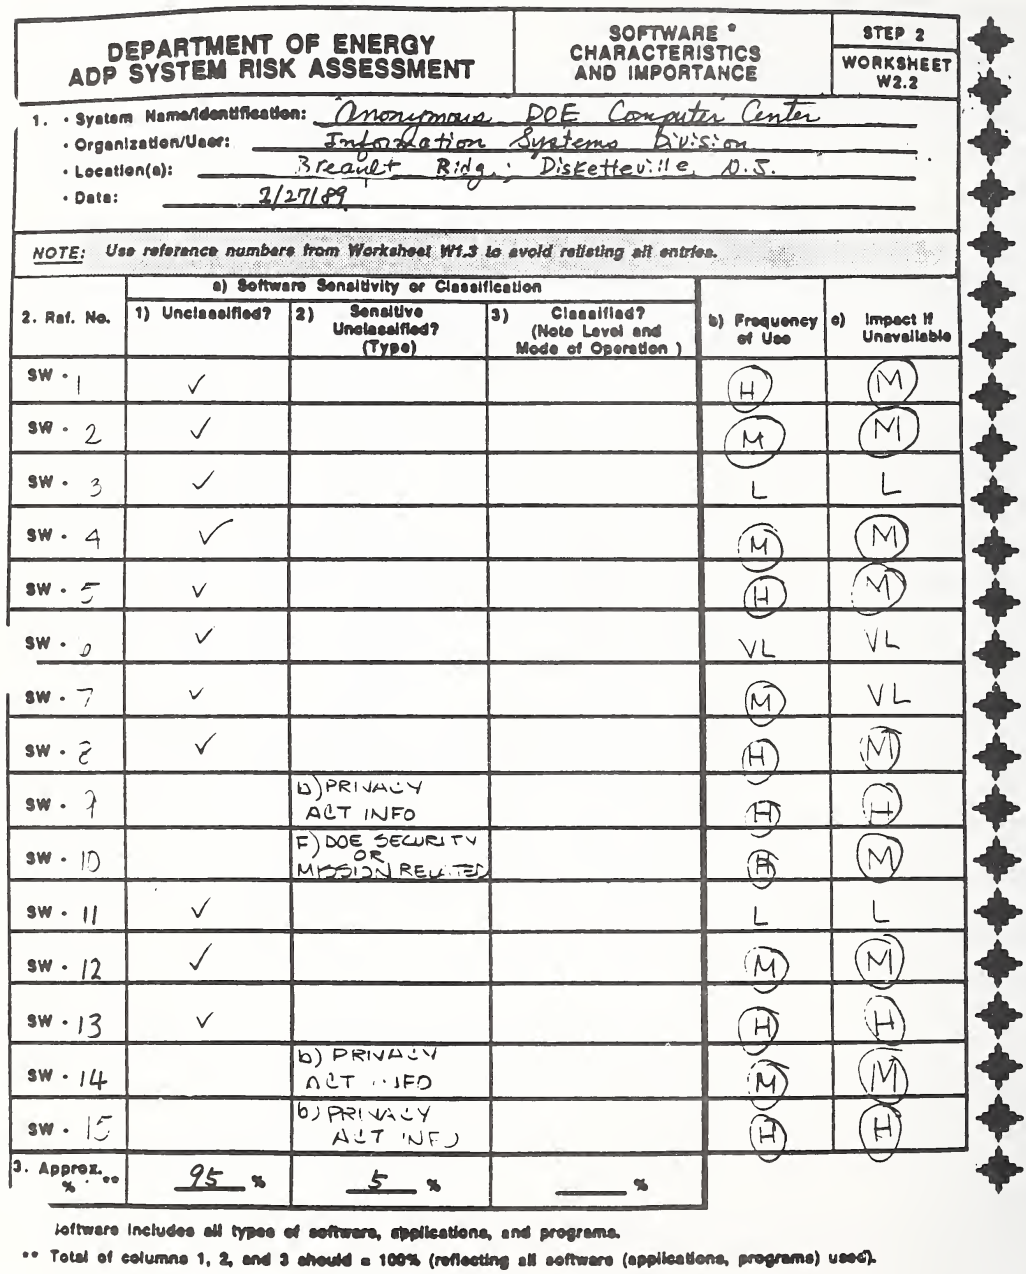 DEPARTMENT OF ENERGY
ADP SYSTEM RISK ASSESSMENT
SOFTWARE *
CHARACTERISTICS
AND IMPORTANCE
STEP 2
WORKSHEET
W2.2
1. • System Name/Identification: Anonymous DOE Computer Center
• Organization/User: Information Systems Division
• Location(s): Breault Bldg., Disketteville, N.J.
• Date: 2/27/89
NOTE: Use reference numbers from Worksheet W1.3 to avoid relisting all entries.
a) Software Sensitivity or Classification
2. Ref. No. 1) Unclassified? 2) Sensitive Unclassified? (Type) 3) Classified? (Note Level and Mode of Operation ) b) Frequency of Use c) Impact If Unavailable
SW • 1 ✓ H M
SW • 2 ✓ M M
SW • 3 ✓ L L
SW • 4 ✓ M M
SW • 5 ✓ H M
SW • 6 ✓ VL VL
SW • 7 ✓ M VL
SW • 8 ✓ H M
SW • 9 b) PRIVACY ACT INFO H H
SW • 10 F) DOE SECURITY OR MISSION RELATED H M
SW • 11 ✓ L L
SW • 12 ✓ M M
SW • 13 ✓ H H
SW • 14 b) PRIVACY ACT INFO M M
SW • 15 b) PRIVACY ACT INFO H H
3. Approx. % ** 95 % 5 % %
Software includes all types of software, applications, and programs.
** Total of columns 1, 2, and 3 should = 100% (reflecting all software (applications, programs) used).